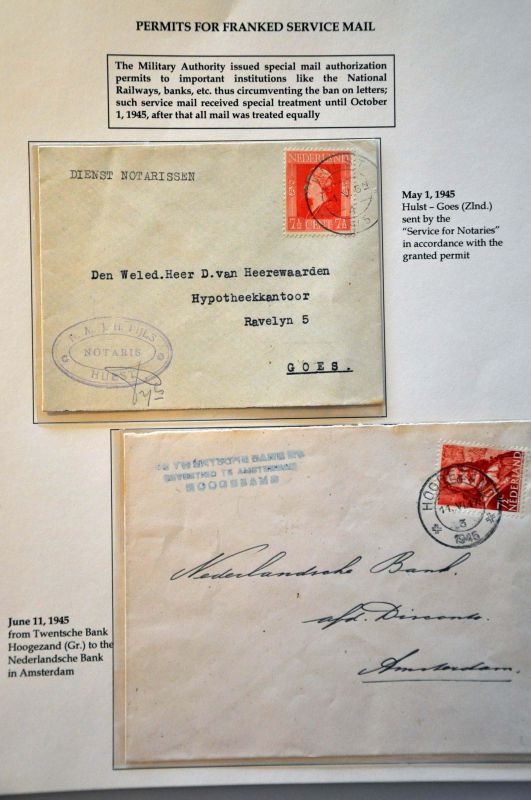 PERMITS FOR FRANKED SERVICE MAIL
The Military Authority issued special mail authorization
permits to important institutions like the National
Railways, banks, etc. thus circumventing the ban on letters;
such service mail received special treatment until October
1, 1945, after that all mail was treated equally
DIENST NOTARISSEN
NEDERLAND
7½ CENT 7½
Den Weled.Heer D.van Heerewaarden
Hypotheekkantoor
Ravelyn 5
GOES.
NOTARIS
HULST
May 1, 1945
Hulst – Goes (Zlnd.)
sent by the
"Service for Notaries"
in accordance with the
granted permit
NEDERLAND
7½
HOOGEZAND
11.VI
1945
Nederlandsche Bank.
afd. Disconto.
Amsterdam.
June 11, 1945
from Twentsche Bank
Hoogezand (Gr.) to the
Nederlandsche Bank
in Amsterdam